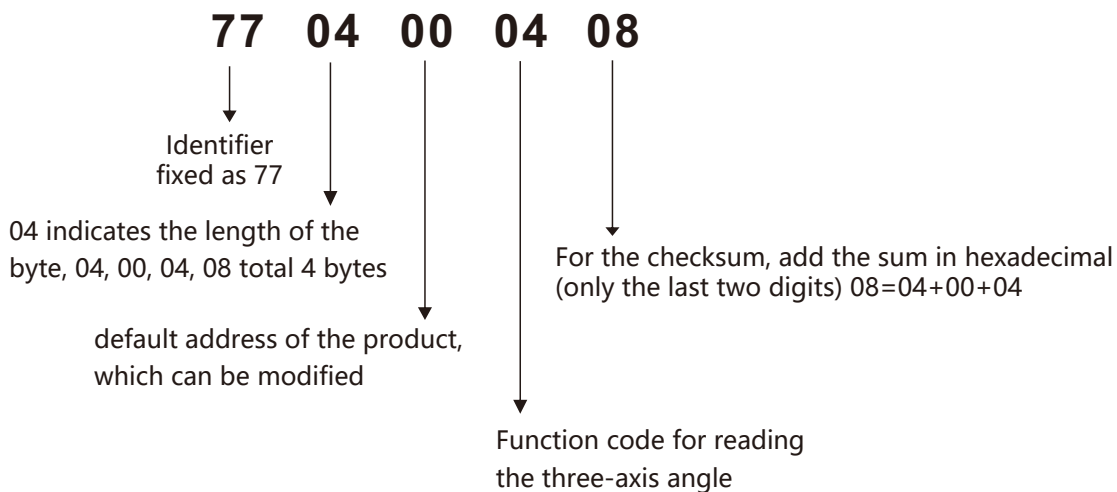 77 04 00 04 08
Identifier
fixed as 77
04 indicates the length of the
byte, 04, 00, 04, 08 total 4 bytes
For the checksum, add the sum in hexadecimal
(only the last two digits) 08=04+00+04
default address of the product,
which can be modified
Function code for reading
the three-axis angle